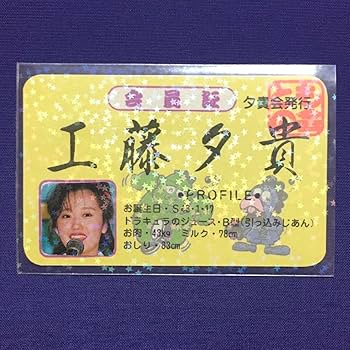 会員証
夕貴会発行
工藤夕貴
●PROFILE●
お誕生日・S46・1・17
ドラキュラのジュース・B型(引っ込みじあん)
お肉・43kg ミルク・78cm
おしり・83cm